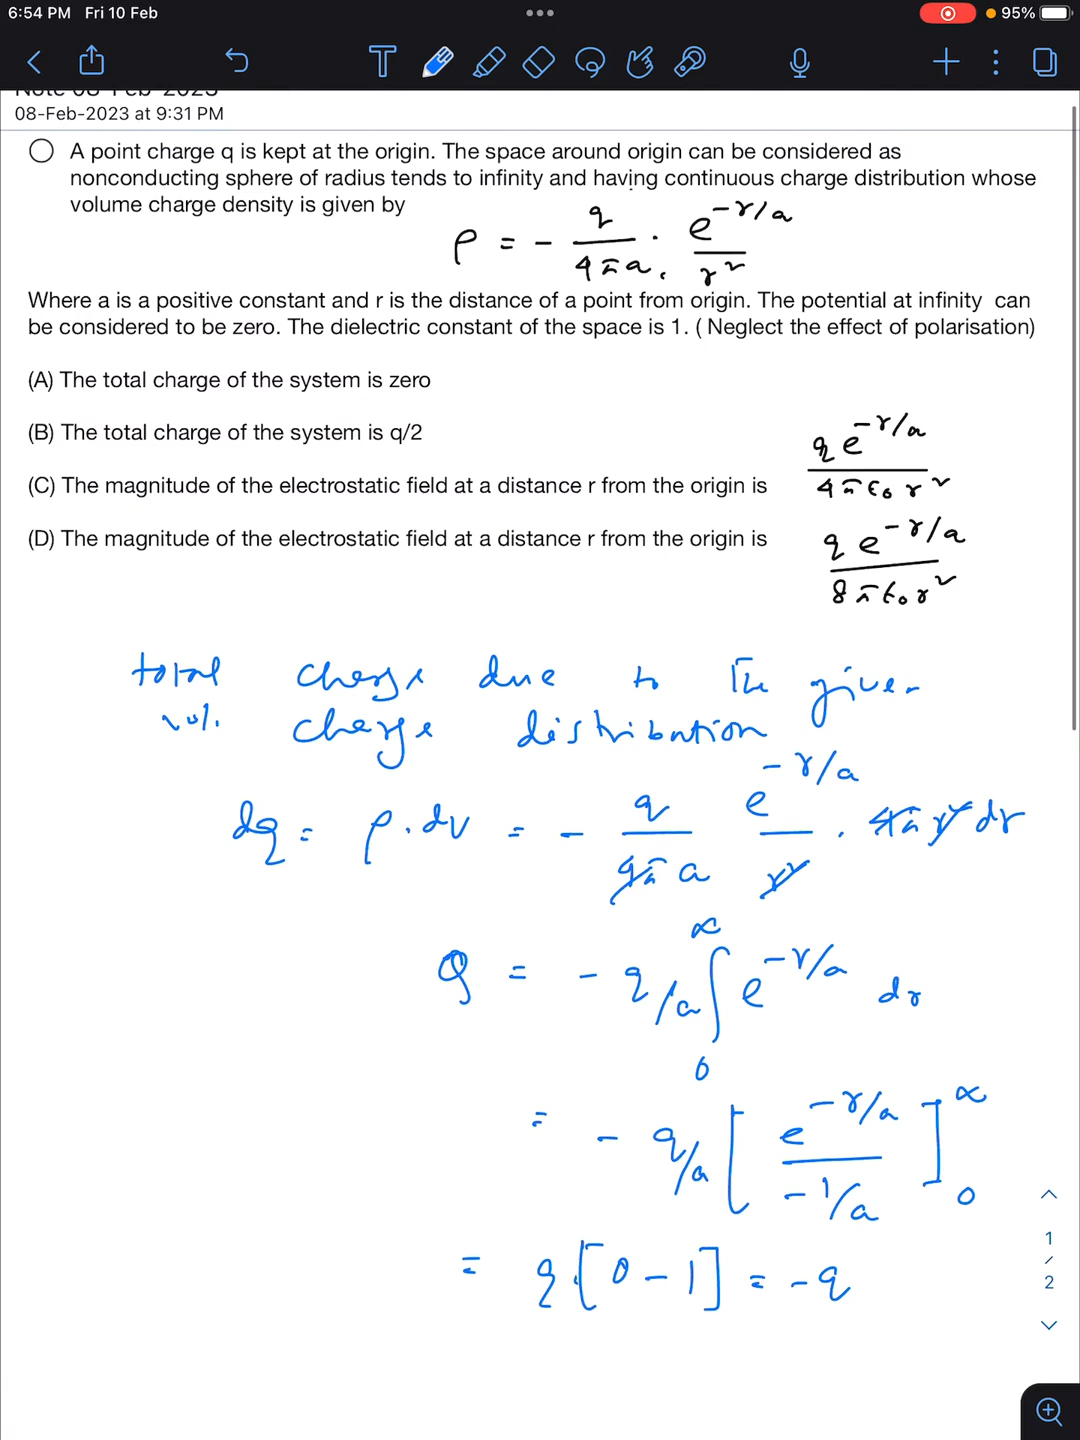 6:54 PM Fri 10 Feb
95%
T
Note 08-Feb-2023
08-Feb-2023 at 9:31 PM
A point charge q is kept at the origin. The space around origin can be considered as
nonconducting sphere of radius tends to infinity and having continuous charge distribution whose
volume charge density is given by
ρ = - q/4πa · e^-r/a / r²
Where a is a positive constant and r is the distance of a point from origin. The potential at infinity can
be considered to be zero. The dielectric constant of the space is 1. ( Neglect the effect of polarisation)
(A) The total charge of the system is zero
(B) The total charge of the system is q/2
(C) The magnitude of the electrostatic field at a distance r from the origin is q e^-r/a / 4πϵ₀r²
(D) The magnitude of the electrostatic field at a distance r from the origin is q e^-r/a / 8πϵ₀r²
total charge due to the given
vol. charge distribution
dq = ρ.dv = - q/4πa e^-r/a / r² . 4πr² dr
Q = - q/a ∫₀^∞ e^-r/a dr
= - q/a [ e^-r/a / -1/a ]₀^∞
= q[0-1] = -q
1
/
2